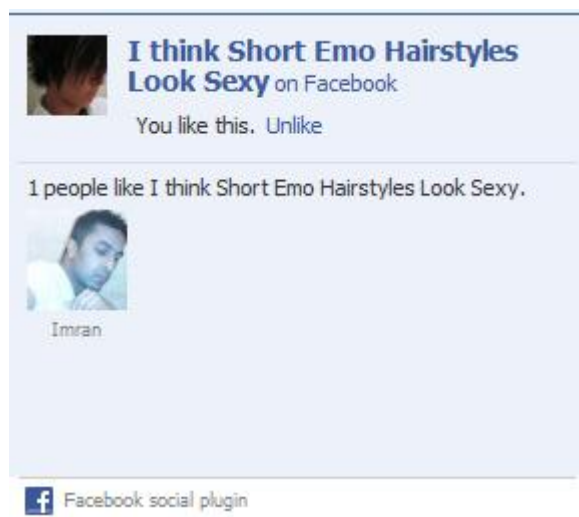 I think Short Emo Hairstyles
Look Sexy on Facebook
You like this. Unlike
1 people like I think Short Emo Hairstyles Look Sexy.
Imran
Facebook social plugin